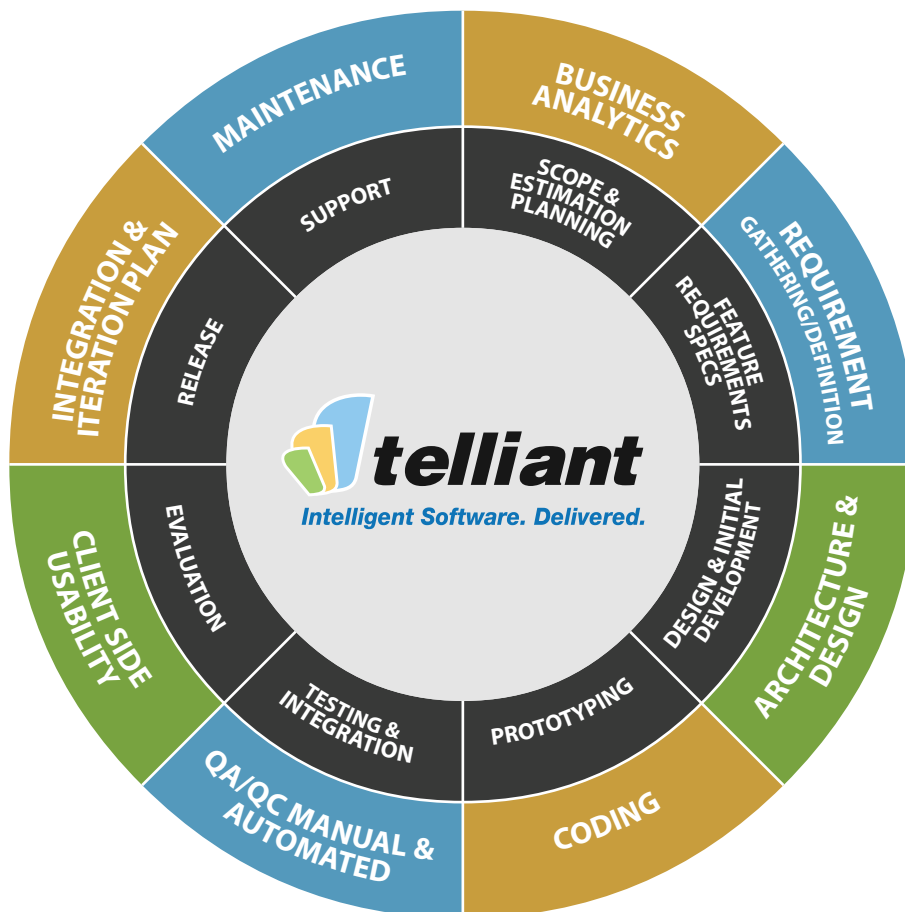 BUSINESS
ANALYTICS
SCOPE &
ESTIMATION
PLANNING
REQUIREMENT
GATHERING/DEFINITION
FEATURE
REQUIREMENTS
SPECS
ARCHITECTURE &
DESIGN
DESIGN & INITIAL
DEVELOPMENT
CODING
PROTOTYPING
QA/QC MANUAL &
AUTOMATED
TESTING &
INTEGRATION
CLIENT SIDE
USABILITY
EVALUATION
INTEGRATION &
ITERATION PLAN
RELEASE
MAINTENANCE
SUPPORT
telliant
Intelligent Software. Delivered.